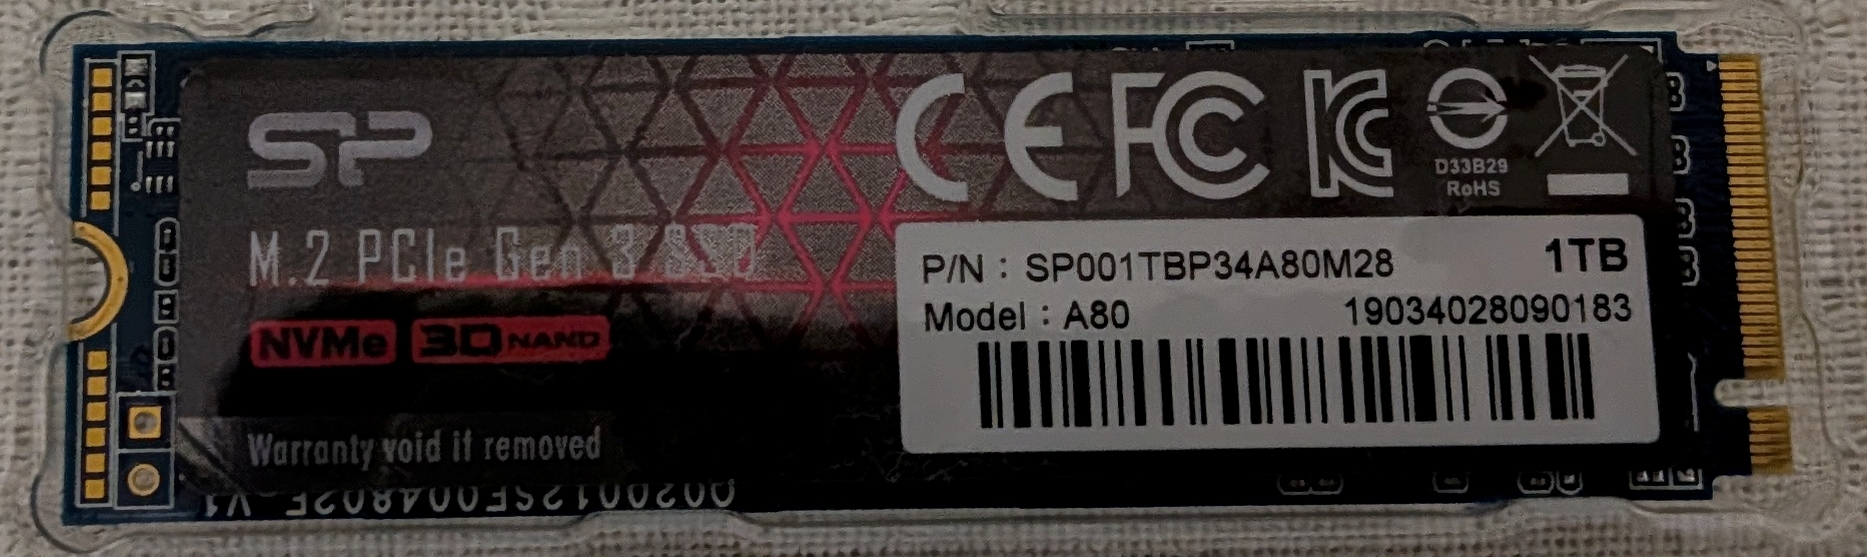 SP
M.2 PCIe Gen 3 SSD
NVMe 3D NAND
Warranty void if removed
CE FC KC
D33B29
RoHS
P/N : SP001TBP34A80M28 1TB
Model : A80 19034028090183